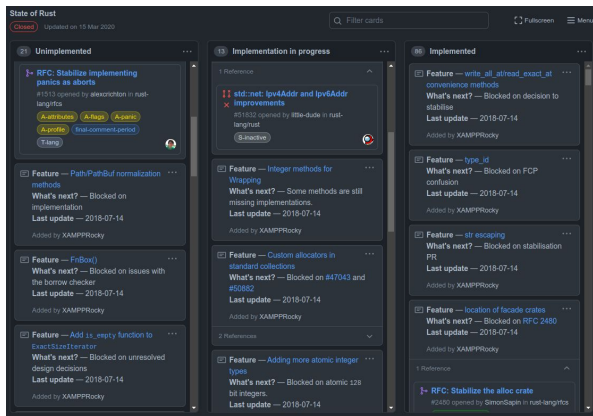 State of Rust
Closed Updated on 15 Mar 2020
Filter cards
Fullscreen
Menu
21 Unimplemented
RFC: Stabilize implementing
panics as aborts
#1513 opened by alexcrichton in rust-
lang/rfcs
A-attributes A-flags A-panic
A-profile final-comment-period
T-lang
Feature — Path/PathBuf normalization
methods
What's next? — Blocked on
implementation
Last update — 2018-07-14
Added by XAMPPRocky
Feature — FnBox()
What's next? — Blocked on issues with
the borrow checker
Last update — 2018-07-14
Added by XAMPPRocky
Feature — Add is_empty function to
ExactSizeIterator
What's next? — Blocked on unresolved
design decisions
Last update — 2018-07-14
13 Implementation in progress
1 Reference
std::net: Ipv4Addr and Ipv6Addr
improvements
#51832 opened by little-dude in rust-
lang/rust
S-inactive
Feature — Integer methods for
Wrapping
What's next? — Some methods are still
missing implementations.
Last update — 2018-07-14
Added by XAMPPRocky
Feature — Custom allocators in
standard collections
What's next? — Blocked on #47043 and
#50882
Last update — 2018-07-14
Added by XAMPPRocky
2 References
Feature — Adding more atomic integer
types
What's next? — Blocked on atomic 128
bit integers.
Last update — 2018-07-14
86 Implemented
Feature — write_all_at/read_exact_at
convenience methods
What's next? — Blocked on decision to
stabilise
Last update — 2018-07-14
Added by XAMPPRocky
Feature — type_id
What's next? — Blocked on FCP
confusion
Last update — 2018-07-14
Added by XAMPPRocky
Feature — str escaping
What's next? — Blocked on stabilisation
PR
Last update — 2018-07-14
Added by XAMPPRocky
Feature — location of facade crates
What's next? — Blocked on RFC 2480
Last update — 2018-07-14
Added by XAMPPRocky
1 Reference
RFC: Stabilize the alloc crate
#2480 opened by SimonSapin in rust-lang/rfcs